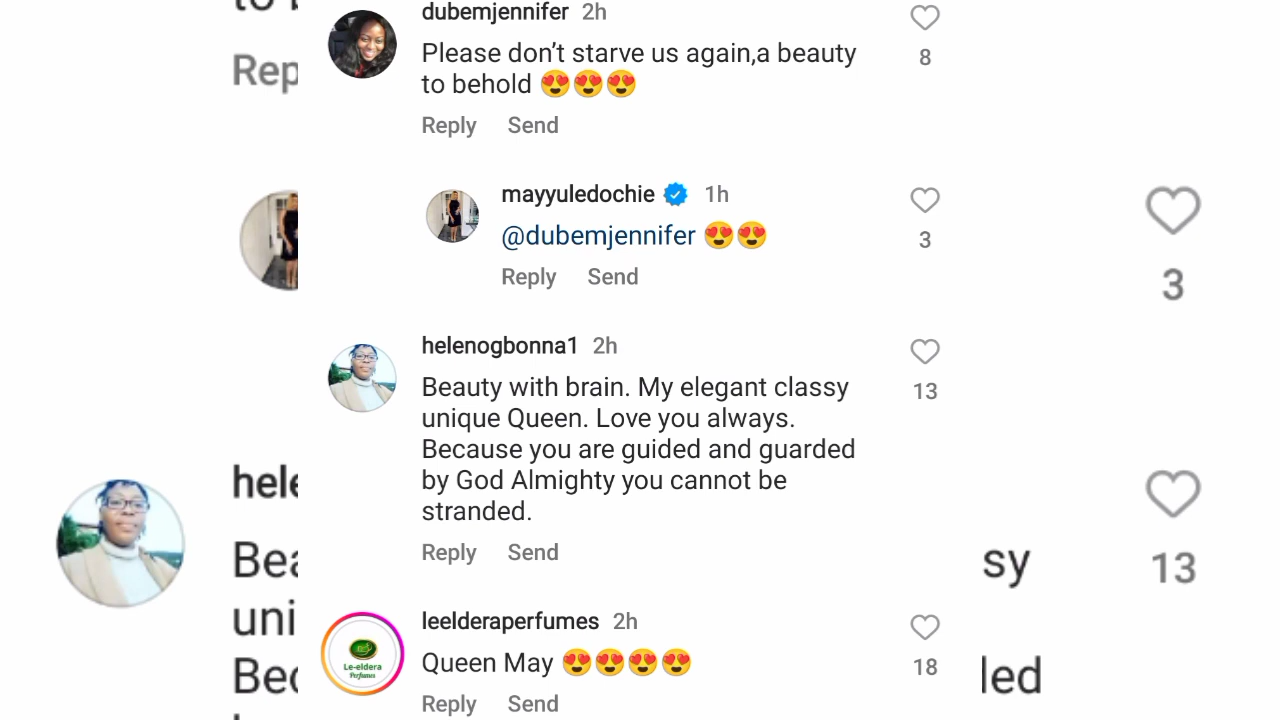 dubemjennifer 2h
Please don't starve us again,a beauty
to behold 😍😍😍
8
Reply Send
mayyuledochie 1h
@dubemjennifer 😍😍
3
Reply Send
helenogbonna1 2h
Beauty with brain. My elegant classy
unique Queen. Love you always.
Because you are guided and guarded
by God Almighty you cannot be
stranded.
13
Reply Send
leelderaperfumes 2h
Le-eldera
Perfumes
Queen May 😍😍😍😍
18
Reply Send
Rep
3
hele
Bea
sy
13
uni
Bec
led